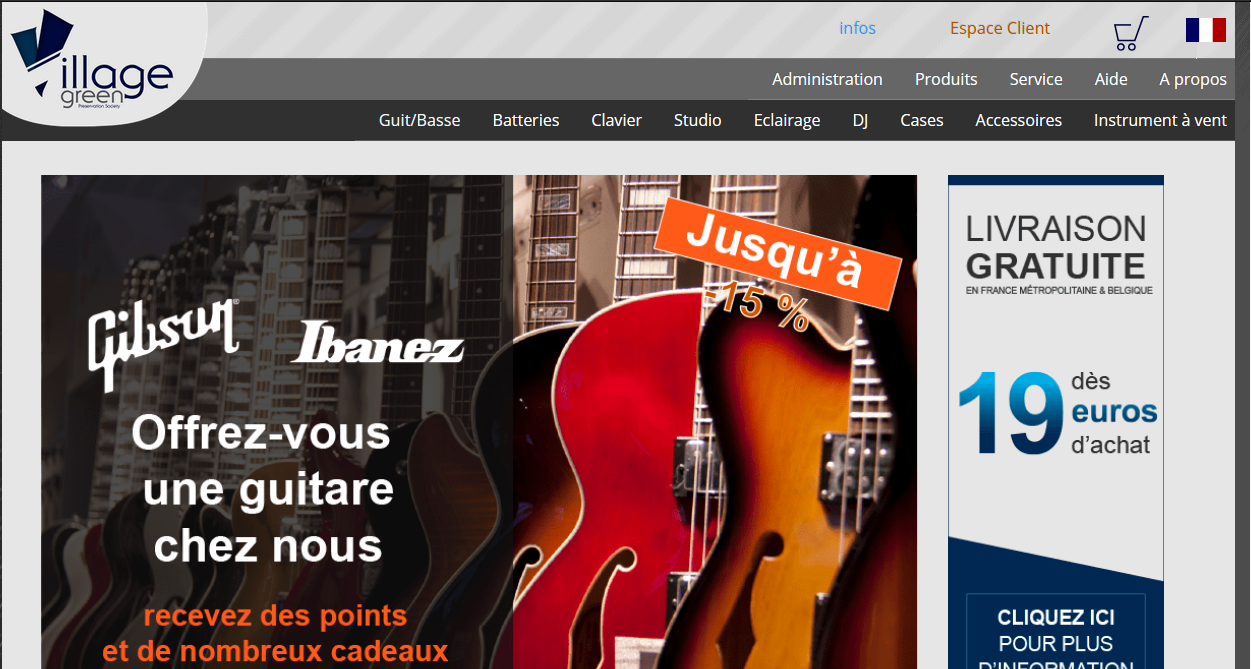 infos
Espace Client
illage
green
Preservation Society
Administration
Produits
Service
Aide
A propos
Guit/Basse
Batteries
Clavier
Studio
Eclairage
DJ
Cases
Accessoires
Instrument à vent
Gibson
Ibanez
Offrez-vous
une guitare
chez nous
recevez des points
et de nombreux cadeaux
Jusqu'à
-15 %
LIVRAISON
GRATUITE
EN FRANCE MÉTROPOLITAINE & BELGIQUE
19
dès
euros
d'achat
CLIQUEZ ICI
POUR PLUS
D'INFORMATION